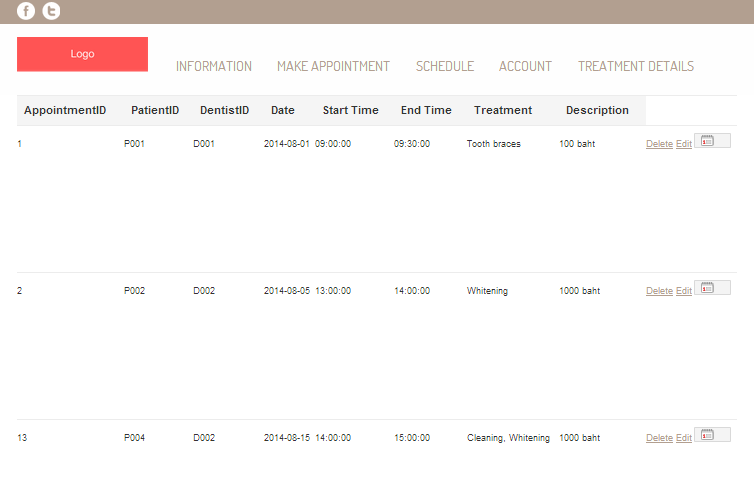 Logo
INFORMATION MAKE APPOINTMENT SCHEDULE ACCOUNT TREATMENT DETAILS
AppointmentID PatientID DentistID Date Start Time End Time Treatment Description
1 P001 D001 2014-08-01 09:00:00 09:30:00 Tooth braces 100 baht Delete Edit
2 P002 D002 2014-08-05 13:00:00 14:00:00 Whitening 1000 baht Delete Edit
13 P004 D002 2014-08-15 14:00:00 15:00:00 Cleaning, Whitening 1000 baht Delete Edit